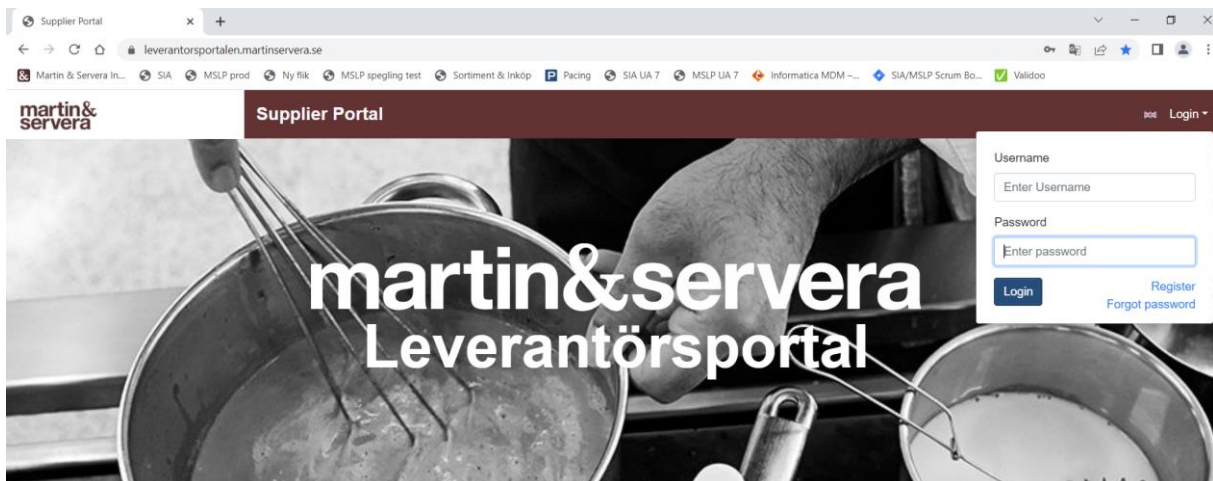 Supplier Portal
leverantorsportalen.martinservera.se
Martin & Servera In... SIA MSLP prod Ny flik MSLP spegling test Sortiment & Inköp Pacing SIA UA 7 MSLP UA 7 Informatica MDM –... SIA/MSLP Scrum Bo... Validoo
martin&
servera
Supplier Portal
Login
Username
Enter Username
Password
Enter password
Login
Register
Forgot password
martin&servera
Leverantörsportal